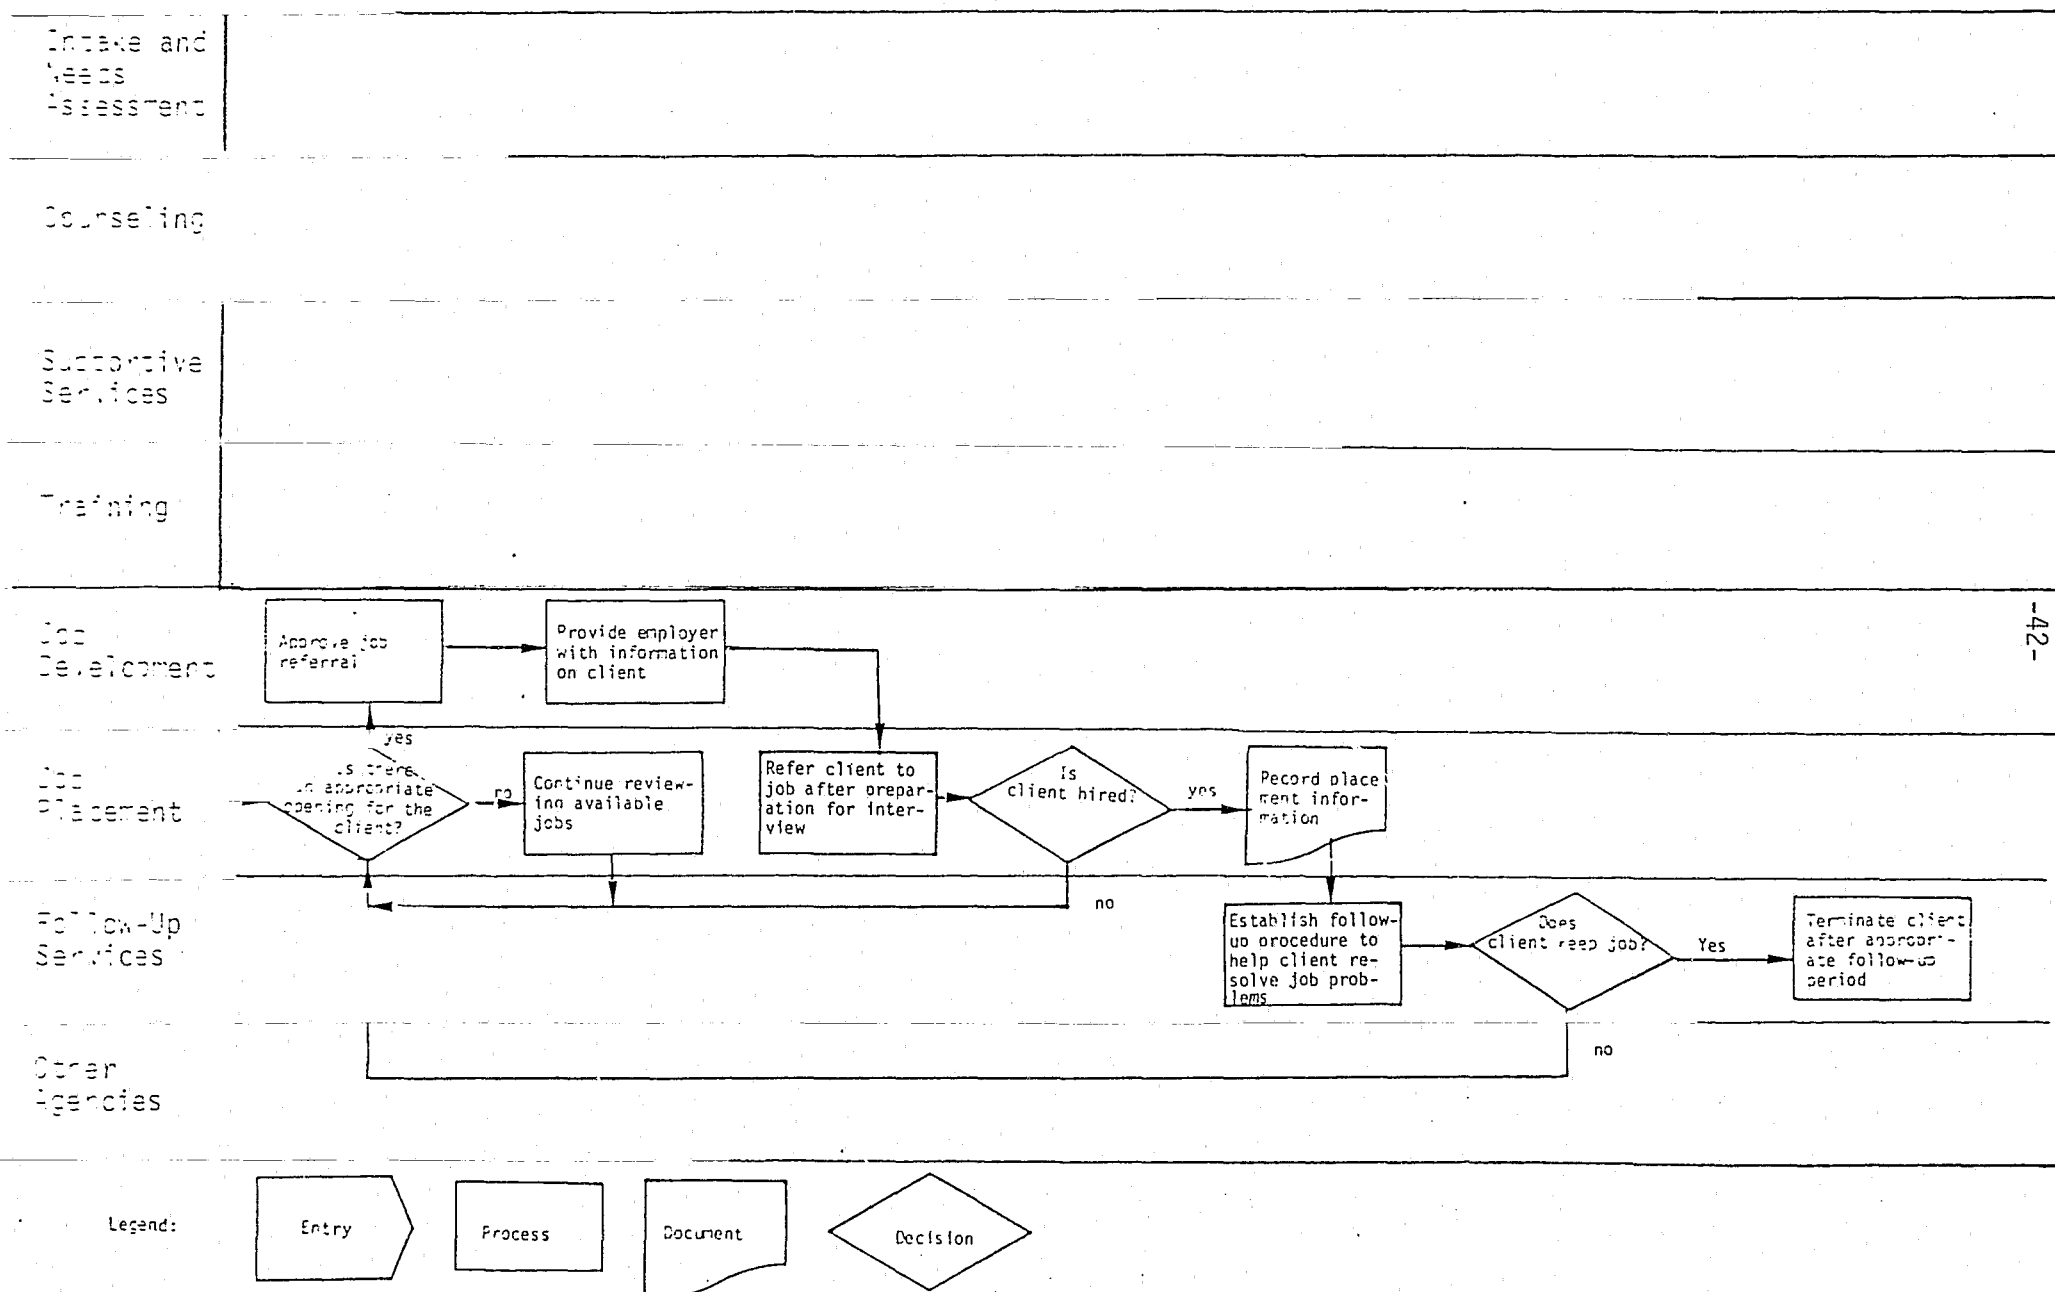 Intake and
Needs
Assessment
Counseling
Supportive
Services
Training
-42-
Job
Development
Approve job
referral
Provide employer
with information
on client
yes
Job
Placement
Is there
an appropriate
opening for the
client?
no
Continue review-
ing available
jobs
Refer client to
job after prepar-
ation for inter-
view
Is
client hired?
yes
Record place
ment infor-
mation
no
Follow-Up
Services
Establish follow-
up procedure to
help client re-
solve job prob-
lems
Does
client keep job?
Yes
Terminate client
after appropri-
ate follow-up
period
no
Other
Agencies
Legend:
Entry
Process
Document
Decision